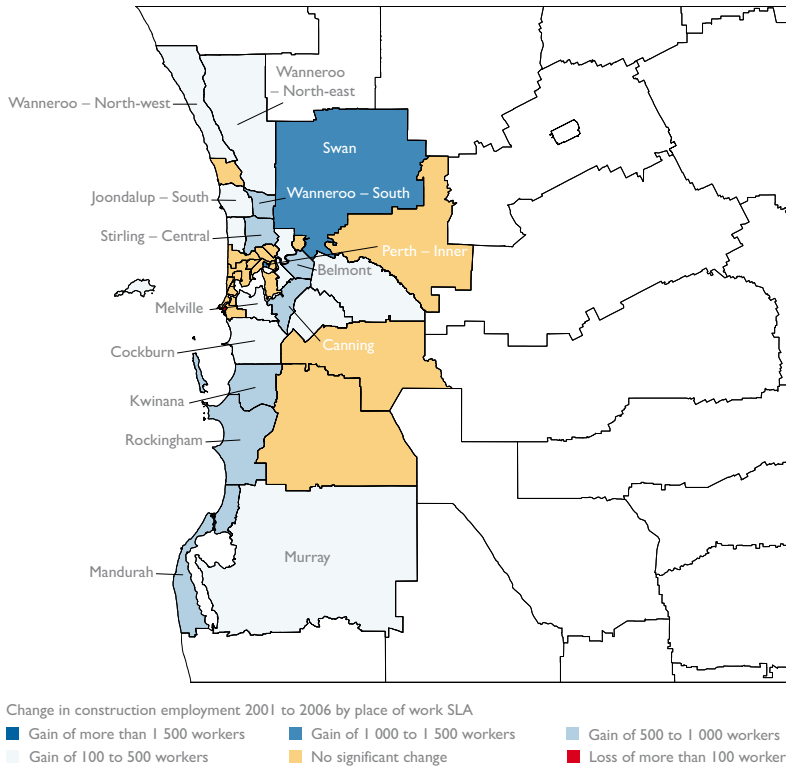 Wanneroo
– North-east
Wanneroo – North-west
Swan
Joondalup – South
Wanneroo – South
Stirling – Central
Perth – Inner
Belmont
Melville
Canning
Cockburn
Kwinana
Rockingham
Murray
Mandurah
Change in construction employment 2001 to 2006 by place of work SLA
Gain of more than 1 500 workers
Gain of 1 000 to 1 500 workers
Gain of 500 to 1 000 workers
Gain of 100 to 500 workers
No significant change
Loss of more than 100 worker